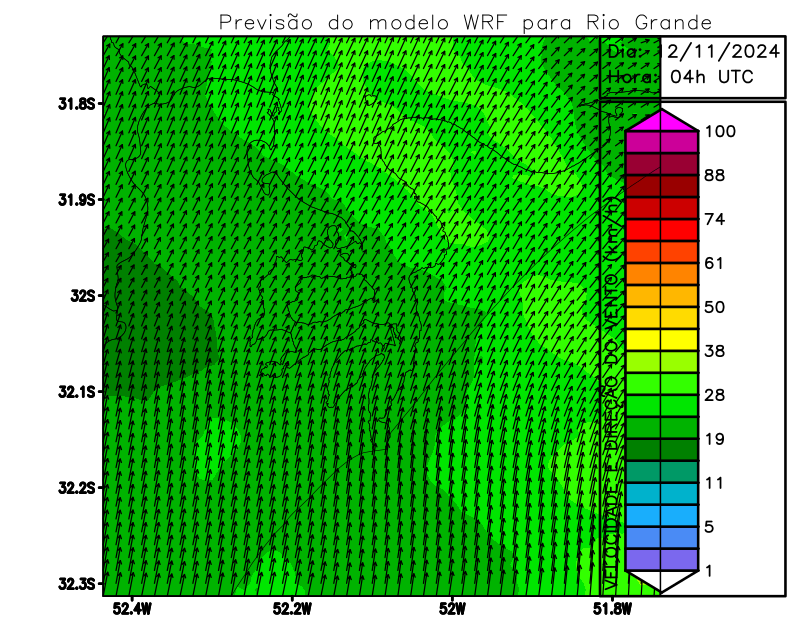 Previsão do modelo WRF para Rio Grande
Dia: 12/11/2024
Hora: 04h UTC
31.8S
31.9S
32S
32.1S
32.2S
32.3S
52.4W
52.2W
52W
51.8W
VELOCIDADE E DIREÇÃO DO VENTO (km/h)
100
88
74
61
50
38
28
19
11
5
1